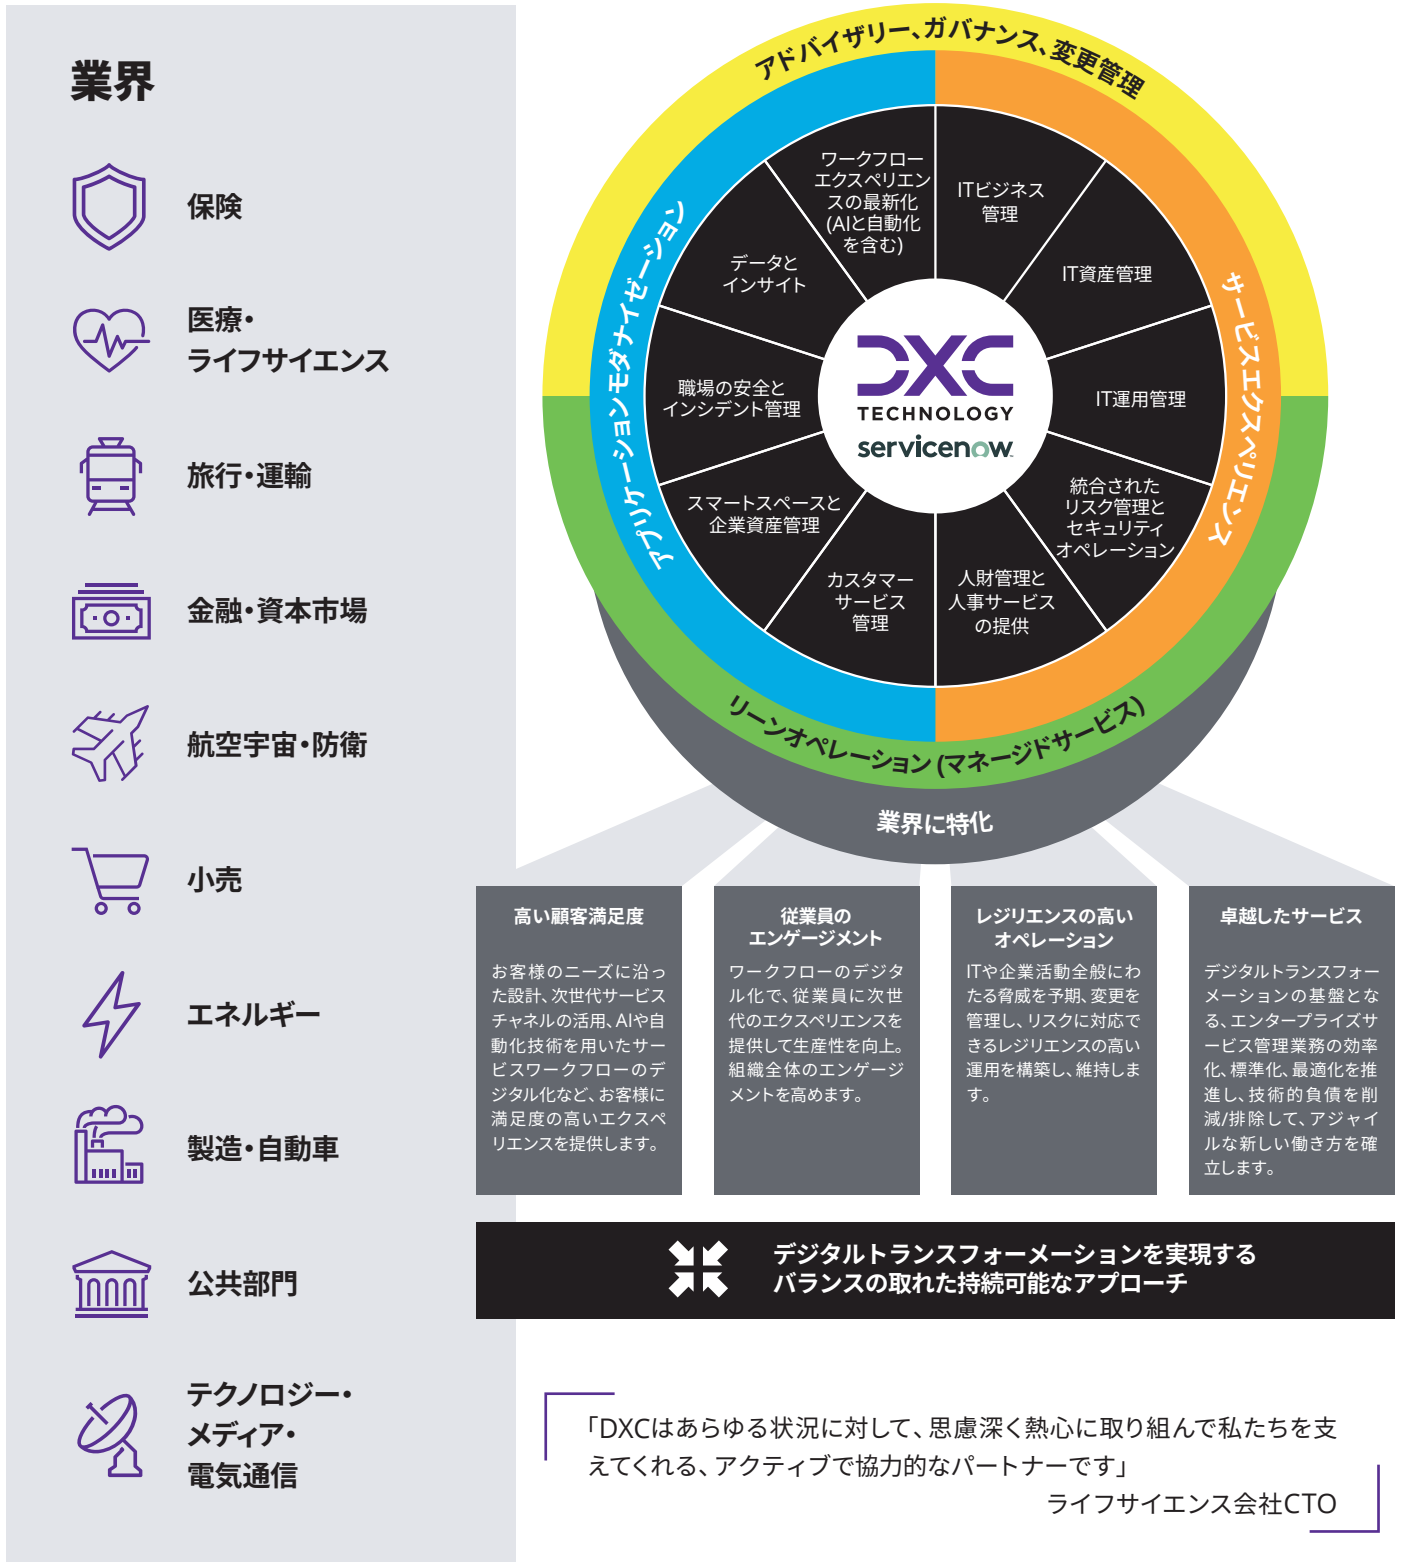 業界
保険
医療・
ライフサイエンス
旅行・運輸
金融・資本市場
航空宇宙・防衛
小売
エネルギー
製造・自動車
公共部門
テクノロジー・
メディア・
電気通信
アドバイザリー、ガバナンス、変更管理
アプリケーションモダナイゼーション
サービスエクスペリエンス
ワークフロー
エクスペリエン
スの最新化
(AIと自動化
を含む)
ITビジネス
管理
IT資産管理
IT運用管理
統合された
リスク管理と
セキュリティ
オペレーション
人財管理と
人事サービス
の提供
カスタマー
サービス
管理
スマートスペースと
企業資産管理
職場の安全と
インシデント管理
データと
インサイト
DXC
TECHNOLOGY
servicenow
リーンオペレーション (マネージドサービス)
業界に特化
高い顧客満足度
お客様のニーズに沿っ
た設計、次世代サービス
チャネルの活用、AIや自
動化技術を用いたサー
ビスワークフローのデ
ジタル化など、お客様に
満足度の高いエクスペ
リエンスを提供します。
従業員の
エンゲージメント
ワークフローのデジタ
ル化で、従業員に次世
代のエクスペリエンスを
提供して生産性を向上。
組織全体のエンゲージ
メントを高めます。
レジリエンスの高い
オペレーション
ITや企業活動全般にわ
たる脅威を予期、変更を
管理し、リスクに対応で
きるレジリエンスの高い
運用を構築し、維持しま
す。
卓越したサービス
デジタルトランスフォー
メーションの基盤とな
る、エンタープライズサ
ービス管理業務の効率
化、標準化、最適化を推
進し、技術的負債を削
減/排除して、アジャイ
ルな新しい働き方を確
立します。
デジタルトランスフォーメーションを実現する
バランスの取れた持続可能なアプローチ
「DXCはあらゆる状況に対して、思慮深く熱心に取り組んで私たちを支
えてくれる、アクティブで協力的なパートナーです」
ライフサイエンス会社CTO